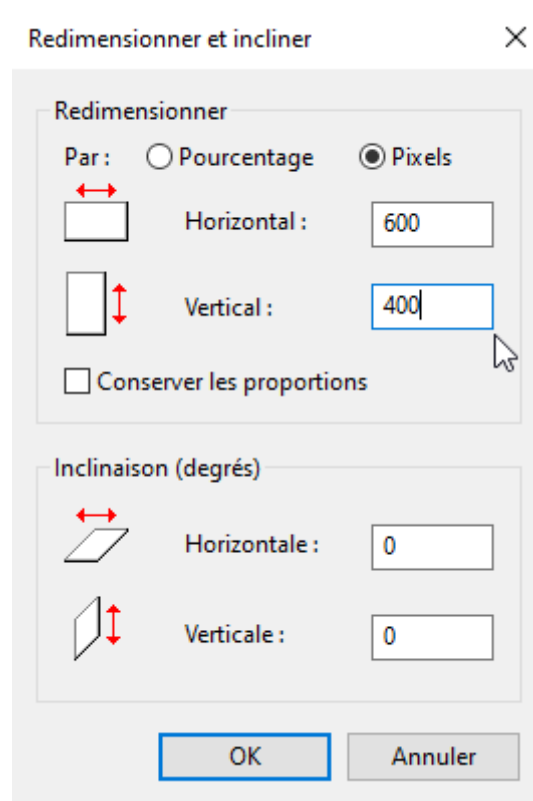 Redimensionner et incliner
Redimensionner
Par : Pourcentage Pixels
Horizontal : 600
Vertical : 400
Conserver les proportions
Inclinaison (degrés)
Horizontale : 0
Verticale : 0
OK Annuler